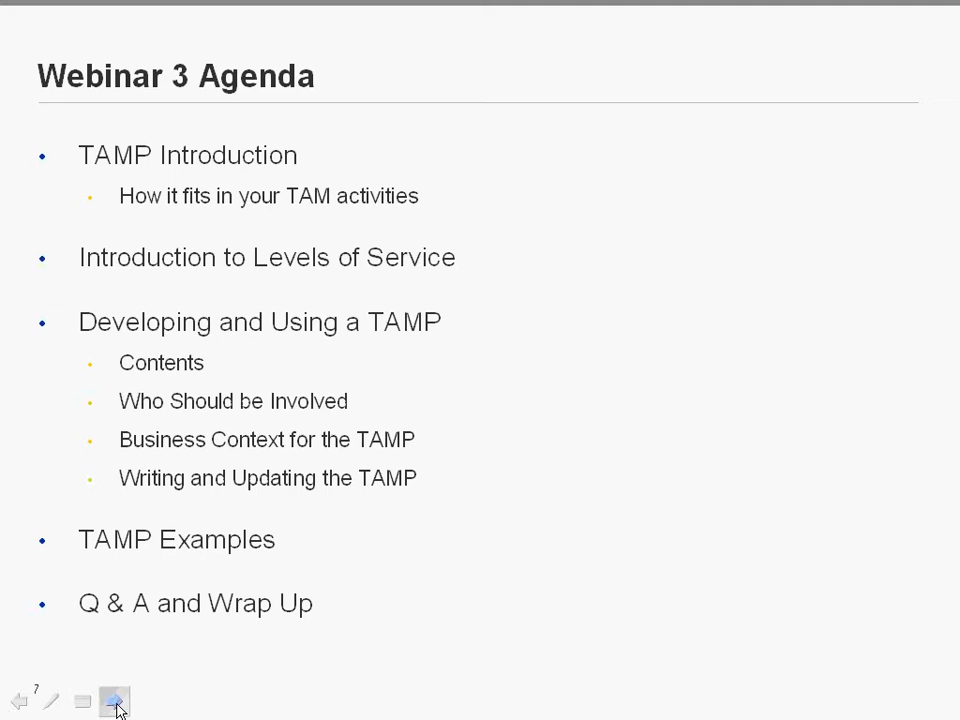 Webinar 3 Agenda
• TAMP Introduction
• How it fits in your TAM activities
• Introduction to Levels of Service
• Developing and Using a TAMP
• Contents
• Who Should be Involved
• Business Context for the TAMP
• Writing and Updating the TAMP
• TAMP Examples
• Q & A and Wrap Up
7